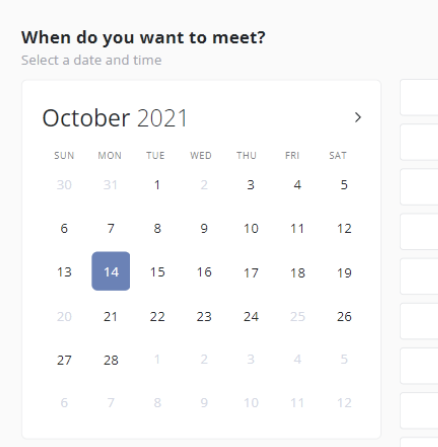 When do you want to meet?
Select a date and time
October 2021 >
SUN MON TUE WED THU FRI SAT
30 31 1 2 3 4 5
6 7 8 9 10 11 12
13 14 15 16 17 18 19
20 21 22 23 24 25 26
27 28 1 2 3 4 5
6 7 8 9 10 11 12